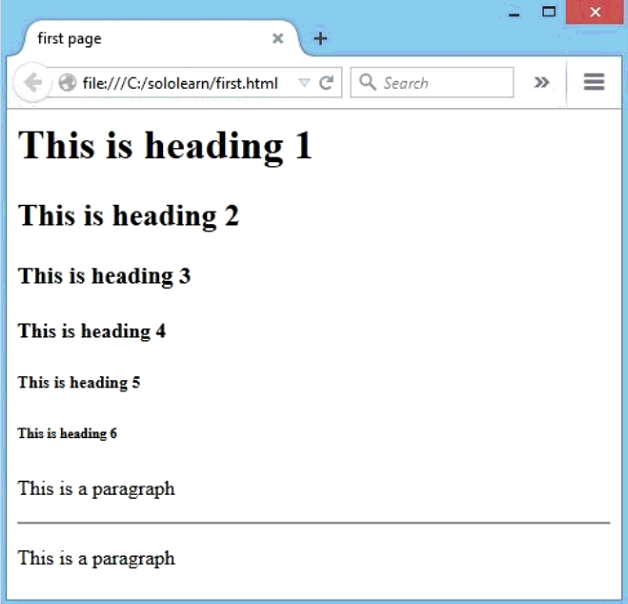 first page
file:///C:/sololearn/first.html
Search
This is heading 1
This is heading 2
This is heading 3
This is heading 4
This is heading 5
This is heading 6
This is a paragraph
This is a paragraph